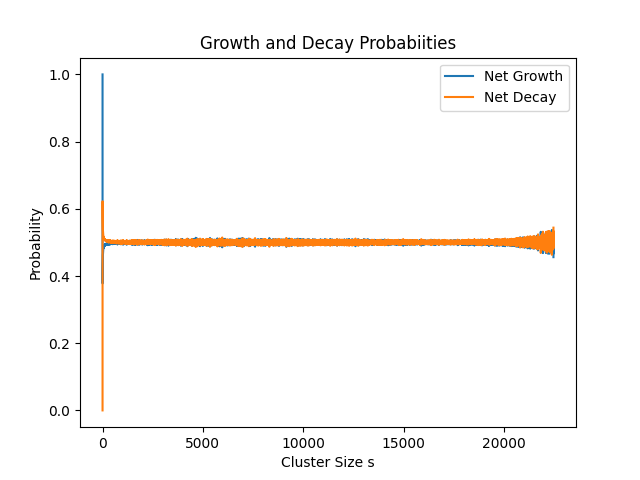 Growth and Decay Probabiities
Net Growth
Net Decay
1.0
0.8
0.6
0.4
0.2
0.0
Probability
0 5000 10000 15000 20000
Cluster Size s